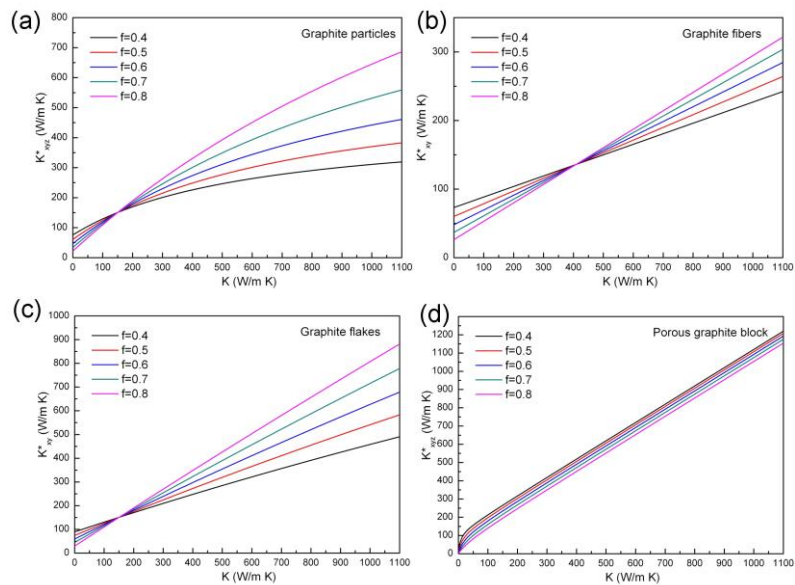 (a)
Graphite particles
f=0.4
f=0.5
f=0.6
f=0.7
f=0.8
K*xyz (W/m K)
800
700
600
500
400
300
200
100
0
0 100 200 300 400 500 600 700 800 900 1000 1100
K (W/m K)
(b)
Graphite fibers
f=0.4
f=0.5
f=0.6
f=0.7
f=0.8
K*xy (W/m K)
300
200
100
0
0 100 200 300 400 500 600 700 800 900 1000 1100
K (W/m K)
(c)
Graphite flakes
f=0.4
f=0.5
f=0.6
f=0.7
f=0.8
K*xy (W/m K)
1000
900
800
700
600
500
400
300
200
100
0
0 100 200 300 400 500 600 700 800 900 1000 1100
K (W/m K)
(d)
Porous graphite block
f=0.4
f=0.5
f=0.6
f=0.7
f=0.8
K*xyz (W/m K)
1200
1100
1000
900
800
700
600
500
400
300
200
100
0
0 100 200 300 400 500 600 700 800 900 1000 1100
K (W/m K)